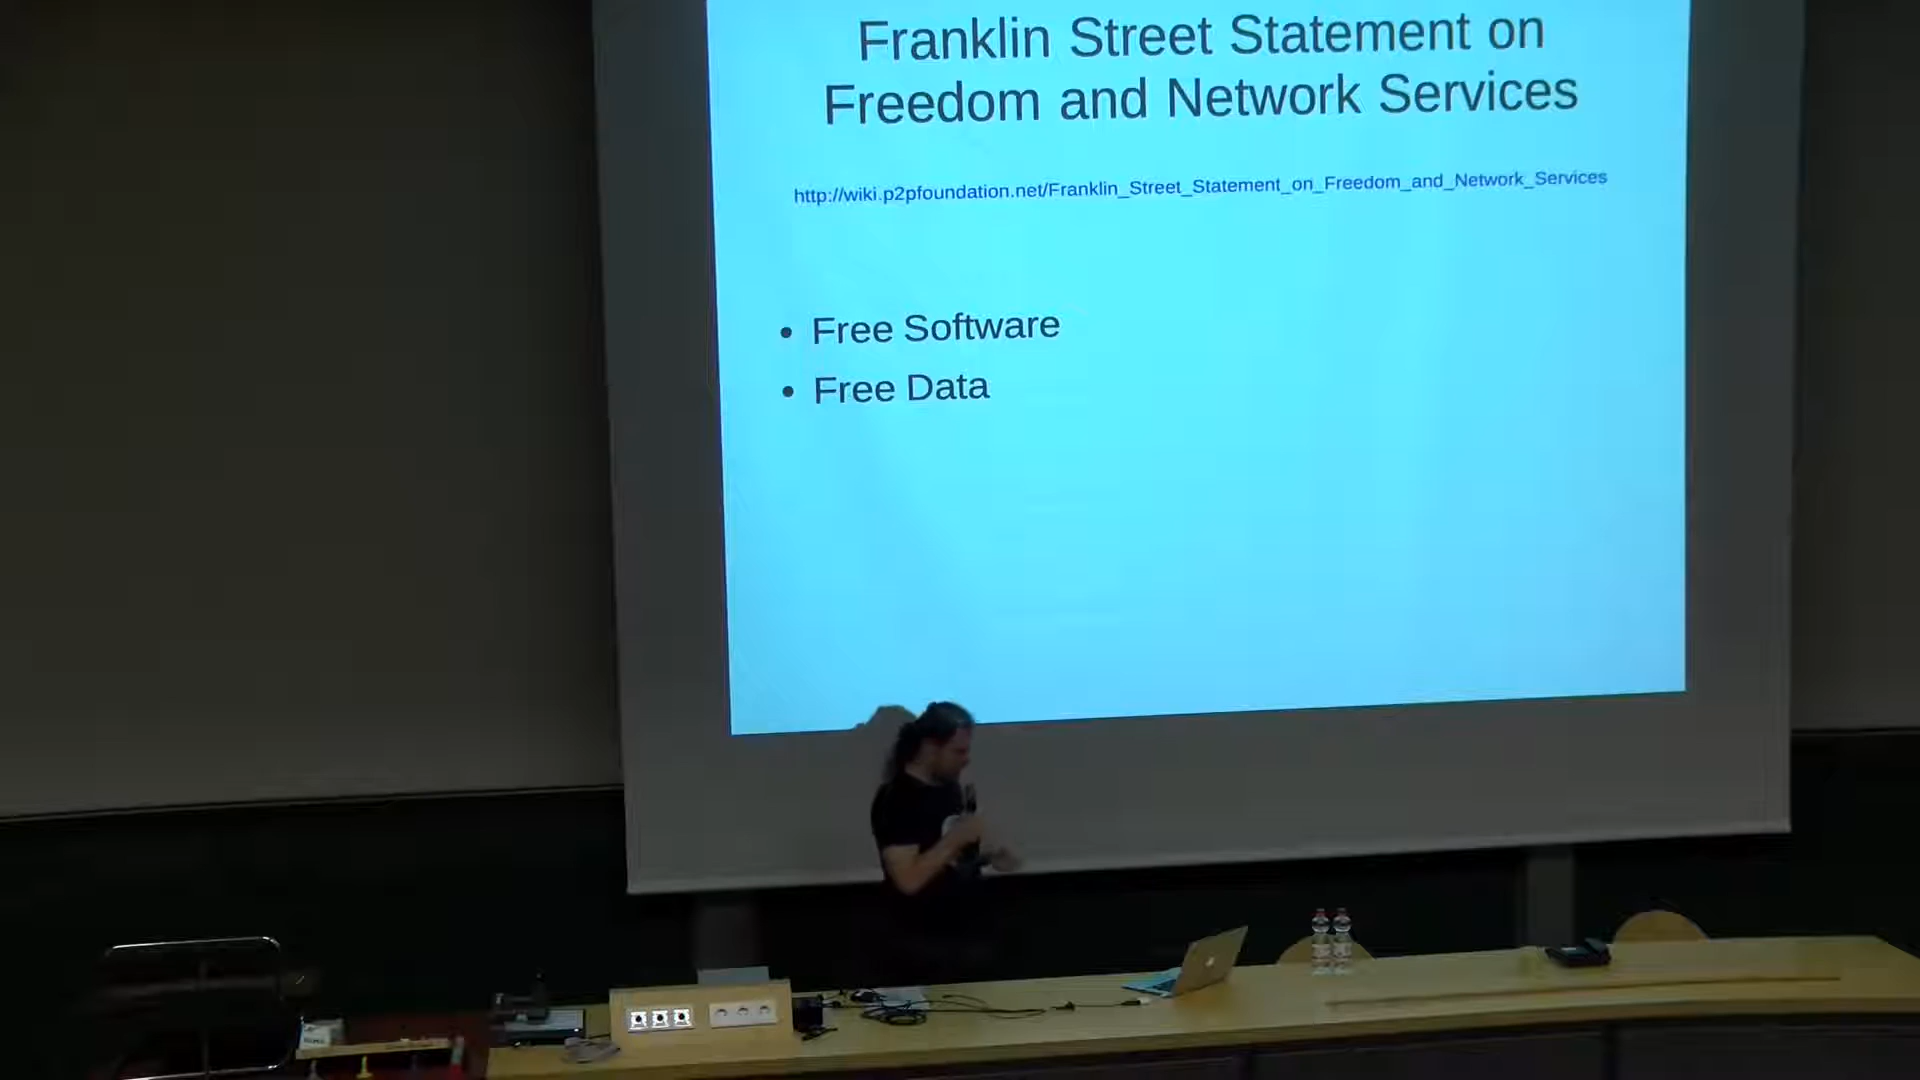 Franklin Street Statement on
Freedom and Network Services
http://wiki.p2pfoundation.net/Franklin_Street_Statement_on_Freedom_and_Network_Services
• Free Software
• Free Data